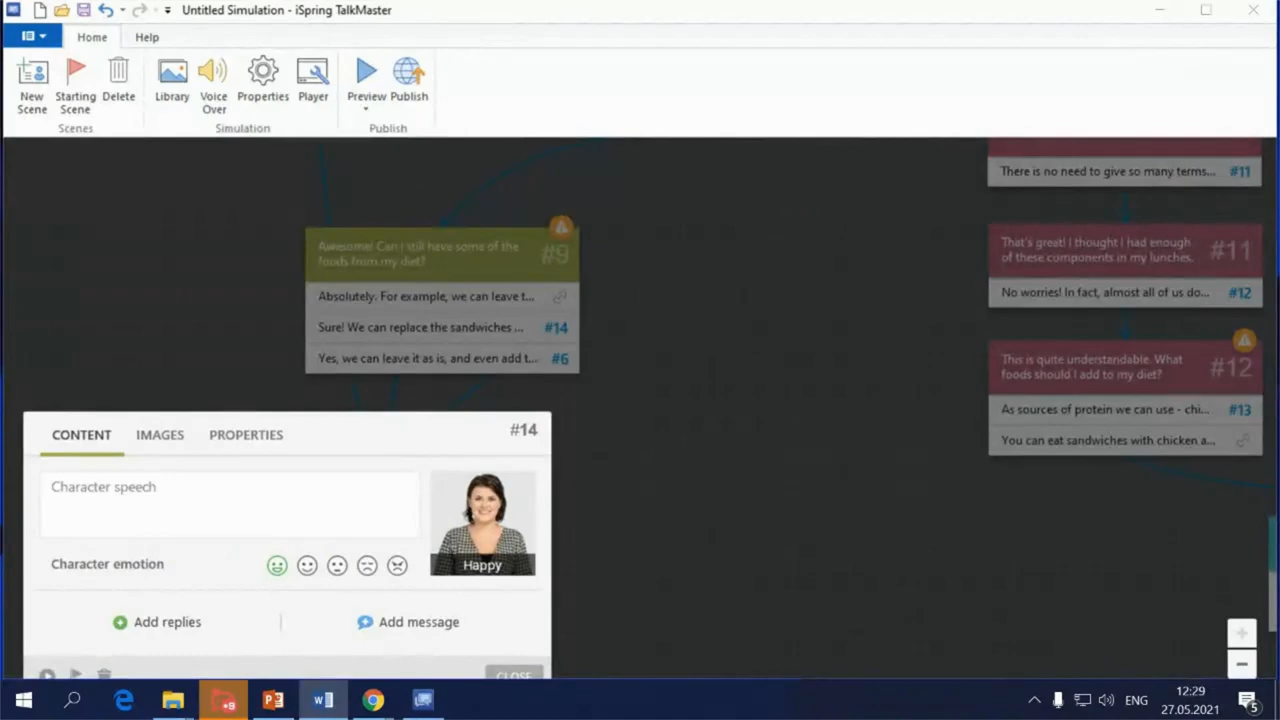 Untitled Simulation - iSpring TalkMaster
Home
Help
New Scene
Starting Scene
Delete
Library
Voice Over
Properties
Player
Preview
Publish
Scenes
Simulation
Publish
There is no need to give so many terms... #11
Awesome! Can I still have some of the
foods from my diet?
#9
Absolutely. For example, we can leave t...
Sure! We can replace the sandwiches ... #14
Yes, we can leave it as is, and even add t... #6
That's great! I thought I had enough
of these components in my lunches.
#11
No worries! In fact, almost all of us do... #12
This is quite understandable. What
foods should I add to my diet?
#12
As sources of protein we can use - chi... #13
You can eat sandwiches with chicken a...
CONTENT
IMAGES
PROPERTIES
#14
Character speech
Character emotion
Happy
Add replies
Add message
CLOSE
+9
ENG
12:29
27.05.2021
5